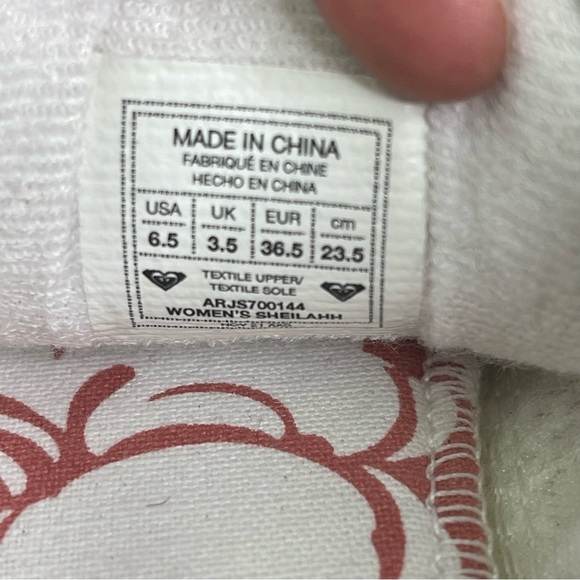 MADE IN CHINA
FABRIQUÉ EN CHINE
HECHO EN CHINA
USA UK EUR cm
6.5 3.5 36.5 23.5
TEXTILE UPPER/
TEXTILE SOLE
ARJS700144
WOMEN'S SHEILAHH